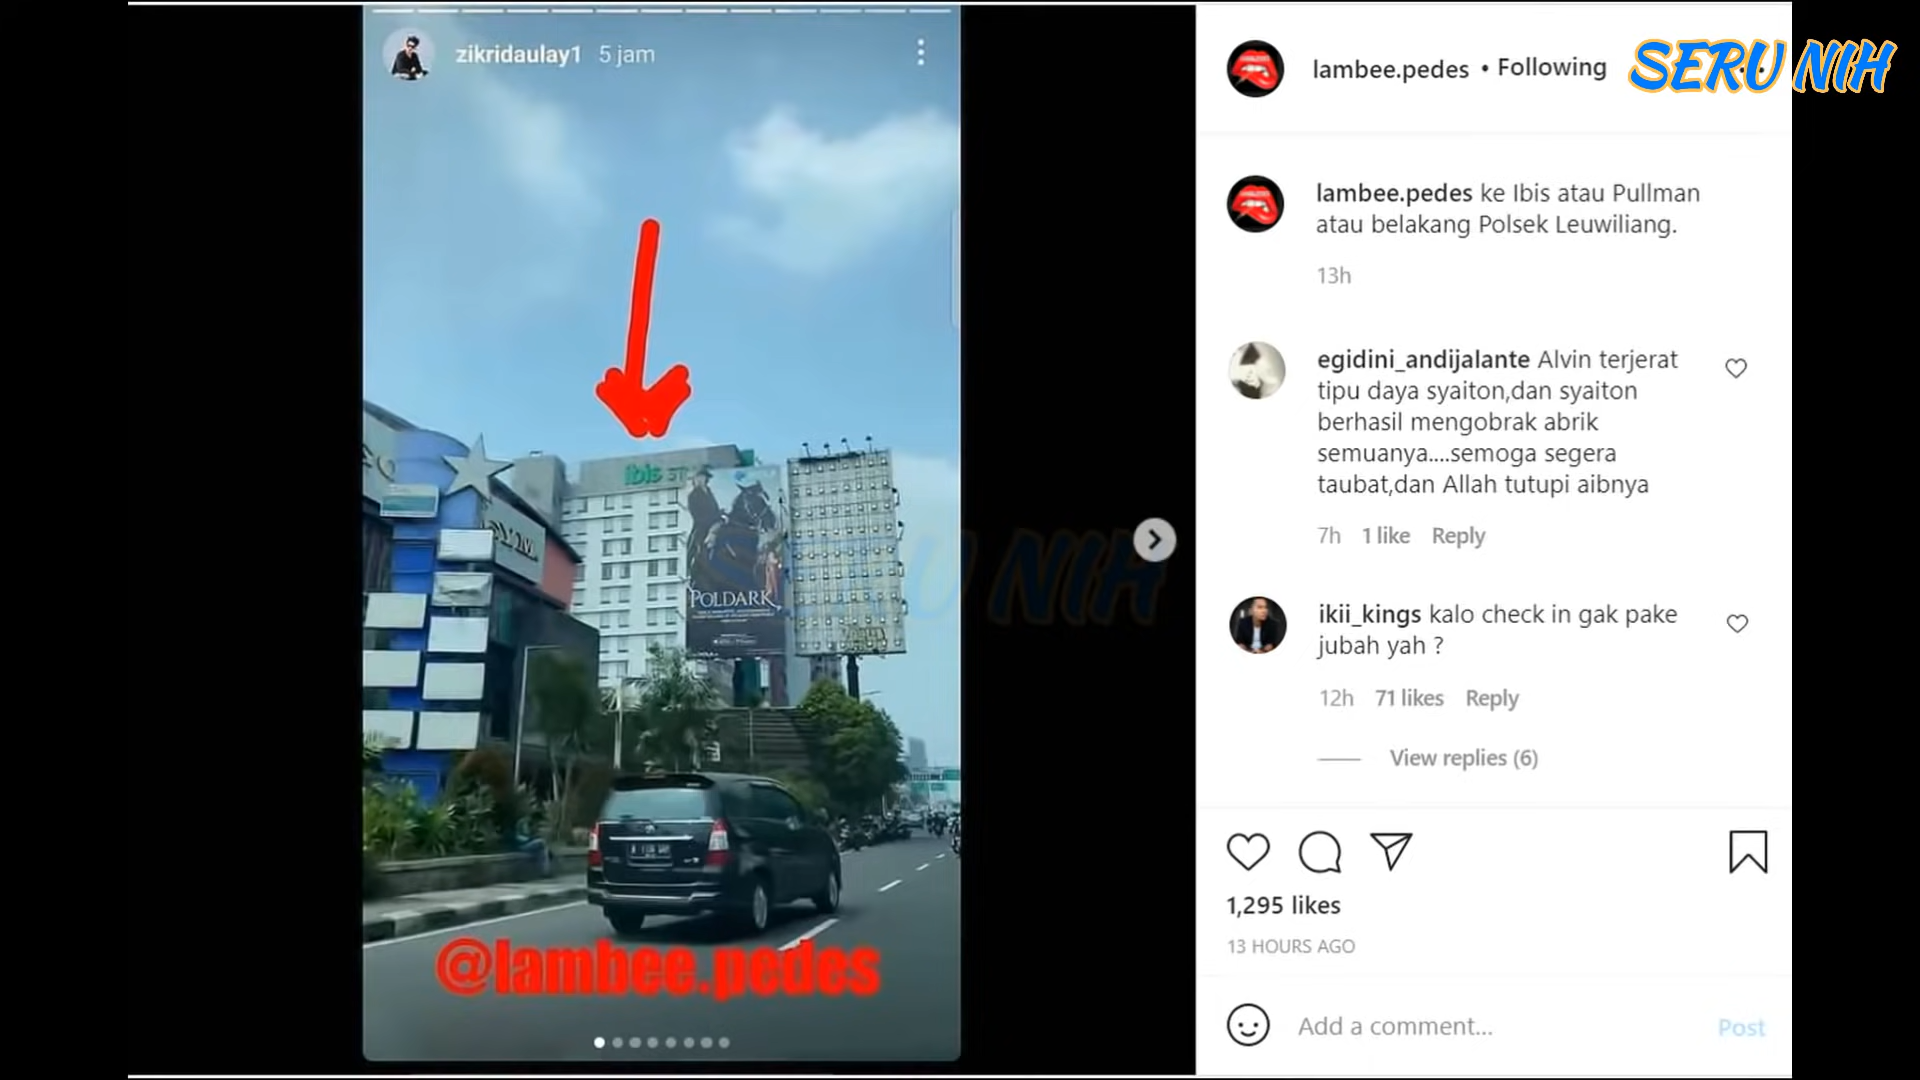 zikridaulay1 5 jam
ibis
POLDARK
@lambee.pedes
SERU NIH
lambee.pedes • Following
SERU NIH
lambee.pedes ke Ibis atau Pullman
atau belakang Polsek Leuwiliang.
13h
egidini_andijalante Alvin terjerat
tipu daya syaiton,dan syaiton
berhasil mengobrak abrik
semuanya....semoga segera
taubat,dan Allah tutupi aibnya
7h 1 like Reply
ikii_kings kalo check in gak pake
jubah yah ?
12h 71 likes Reply
View replies (6)
1,295 likes
13 HOURS AGO
Add a comment... Post